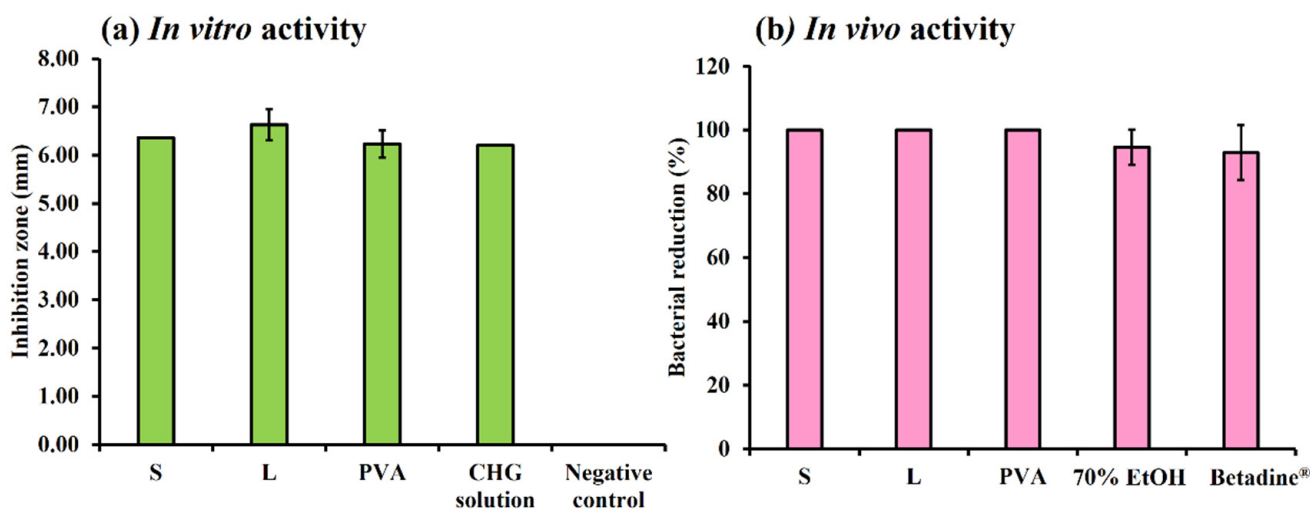 (a) In vitro activity
8.00
7.00
6.00
5.00
4.00
3.00
2.00
1.00
0.00
Inhibition zone (mm)
S L PVA CHG solution Negative control
(b) In vivo activity
120
100
80
60
40
20
0
Bacterial reduction (%)
S L PVA 70% EtOH Betadine®